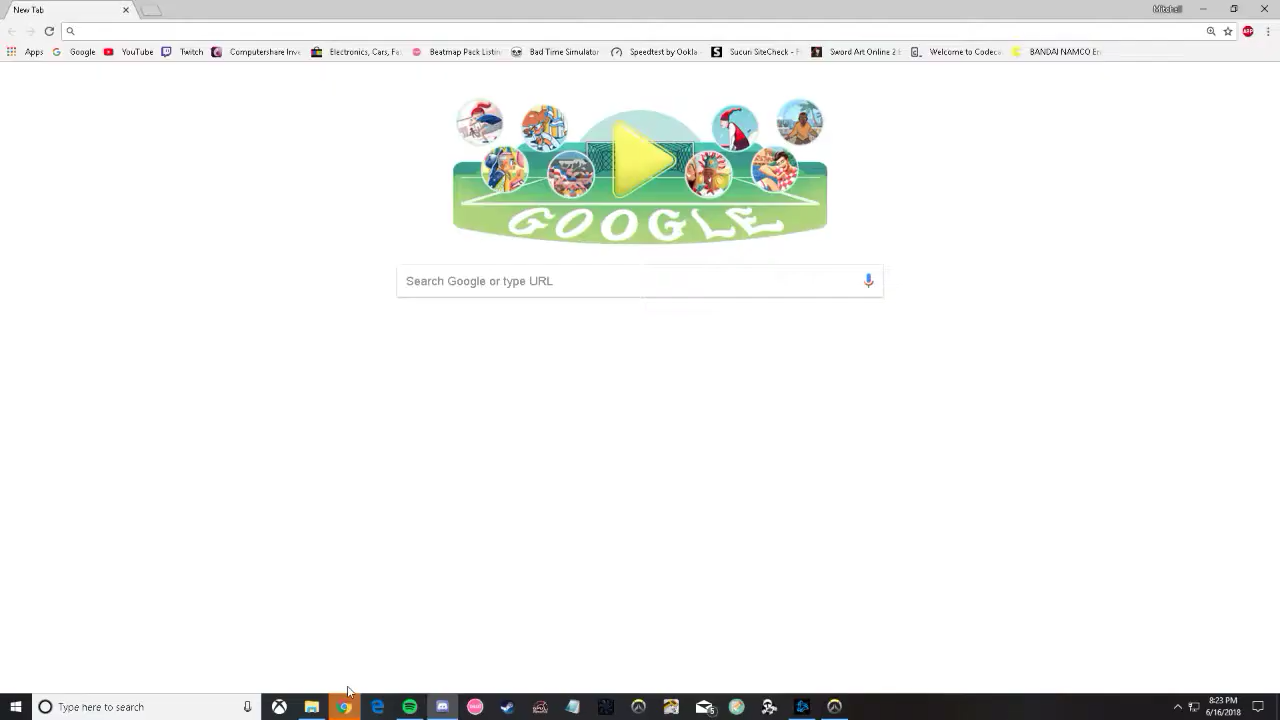 New Tab
Mitchell
Apps Google YouTube Twitch Computershare Inve Electronics, Cars, Fa Beatmap Pack Listin Bad Time Simulator Speedtest by Ookla Sucuri SiteCheck - F Sword Art Online 2 E Welcome to Codeca BANDAI NAMCO En
GOOGLE
Search Google or type URL
Type here to search
8:23 PM
6/16/2018